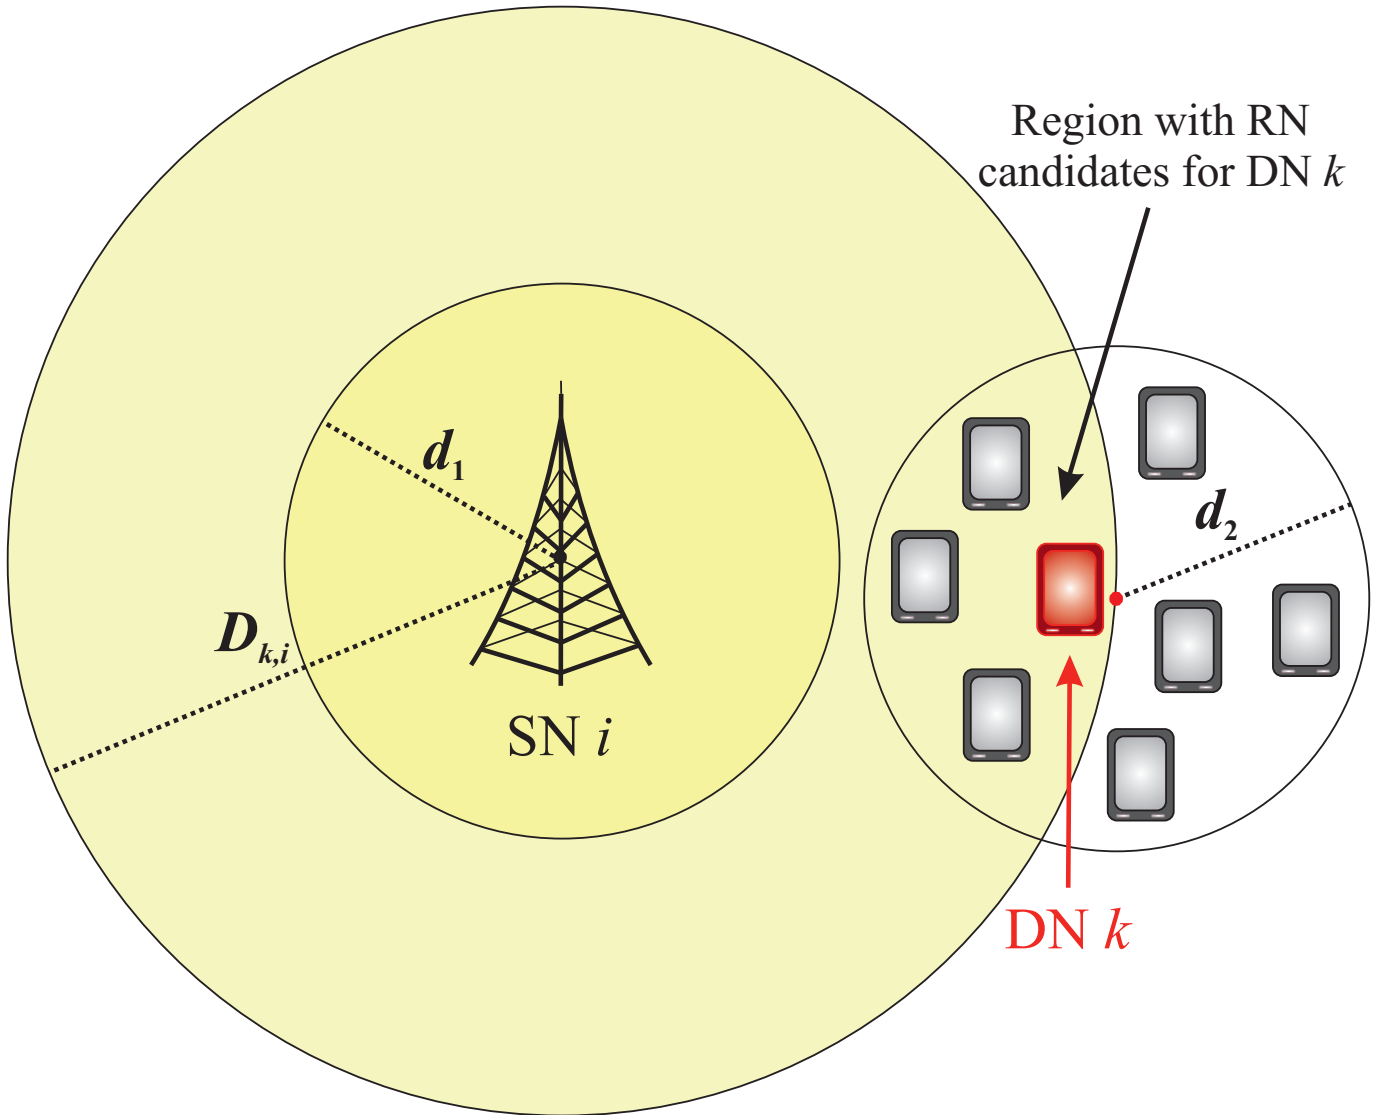 Region with RN
candidates for DN k
d1
d2
Dk,i
SN i
DN k